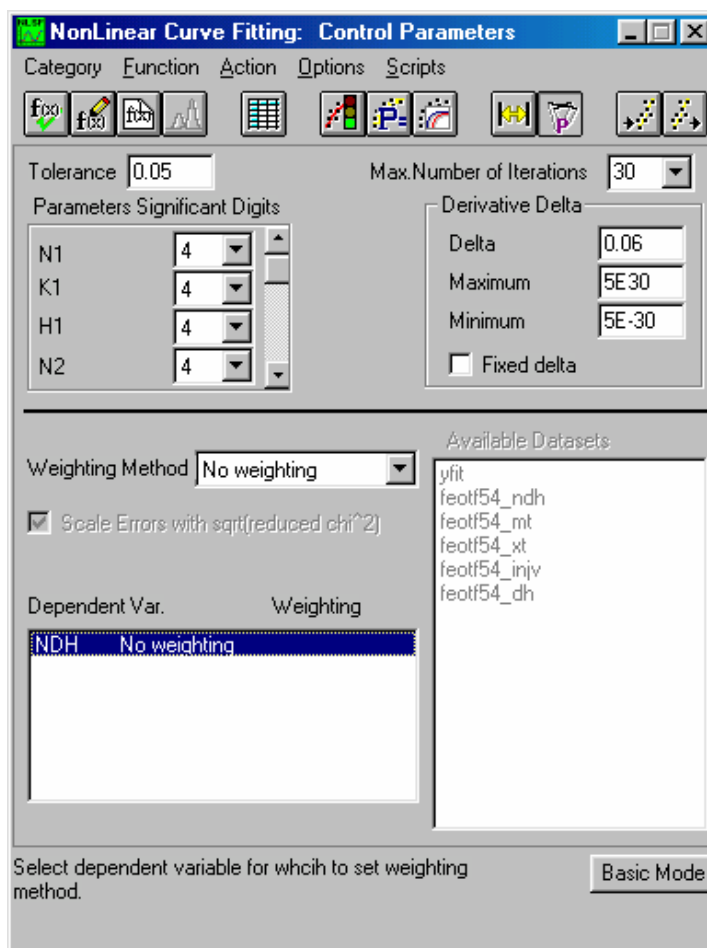 NLSF
NonLinear Curve Fitting: Control Parameters
Category Function Action Options Scripts
f(x) f(x) f(x) P= P
Tolerance 0.05
Max.Number of Iterations 30
Parameters Significant Digits
N1 4
K1 4
H1 4
N2 4
Derivative Delta
Delta 0.06
Maximum 5E30
Minimum 5E-30
Fixed delta
Weighting Method No weighting
Scale Errors with sqrt(reduced chi^2)
Dependent Var. Weighting
NDH No weighting
Available Datasets
yfit
feotf54_ndh
feotf54_mt
feotf54_xt
feotf54_injv
feotf54_dh
Select dependent variable for whcih to set weighting
method.
Basic Mode